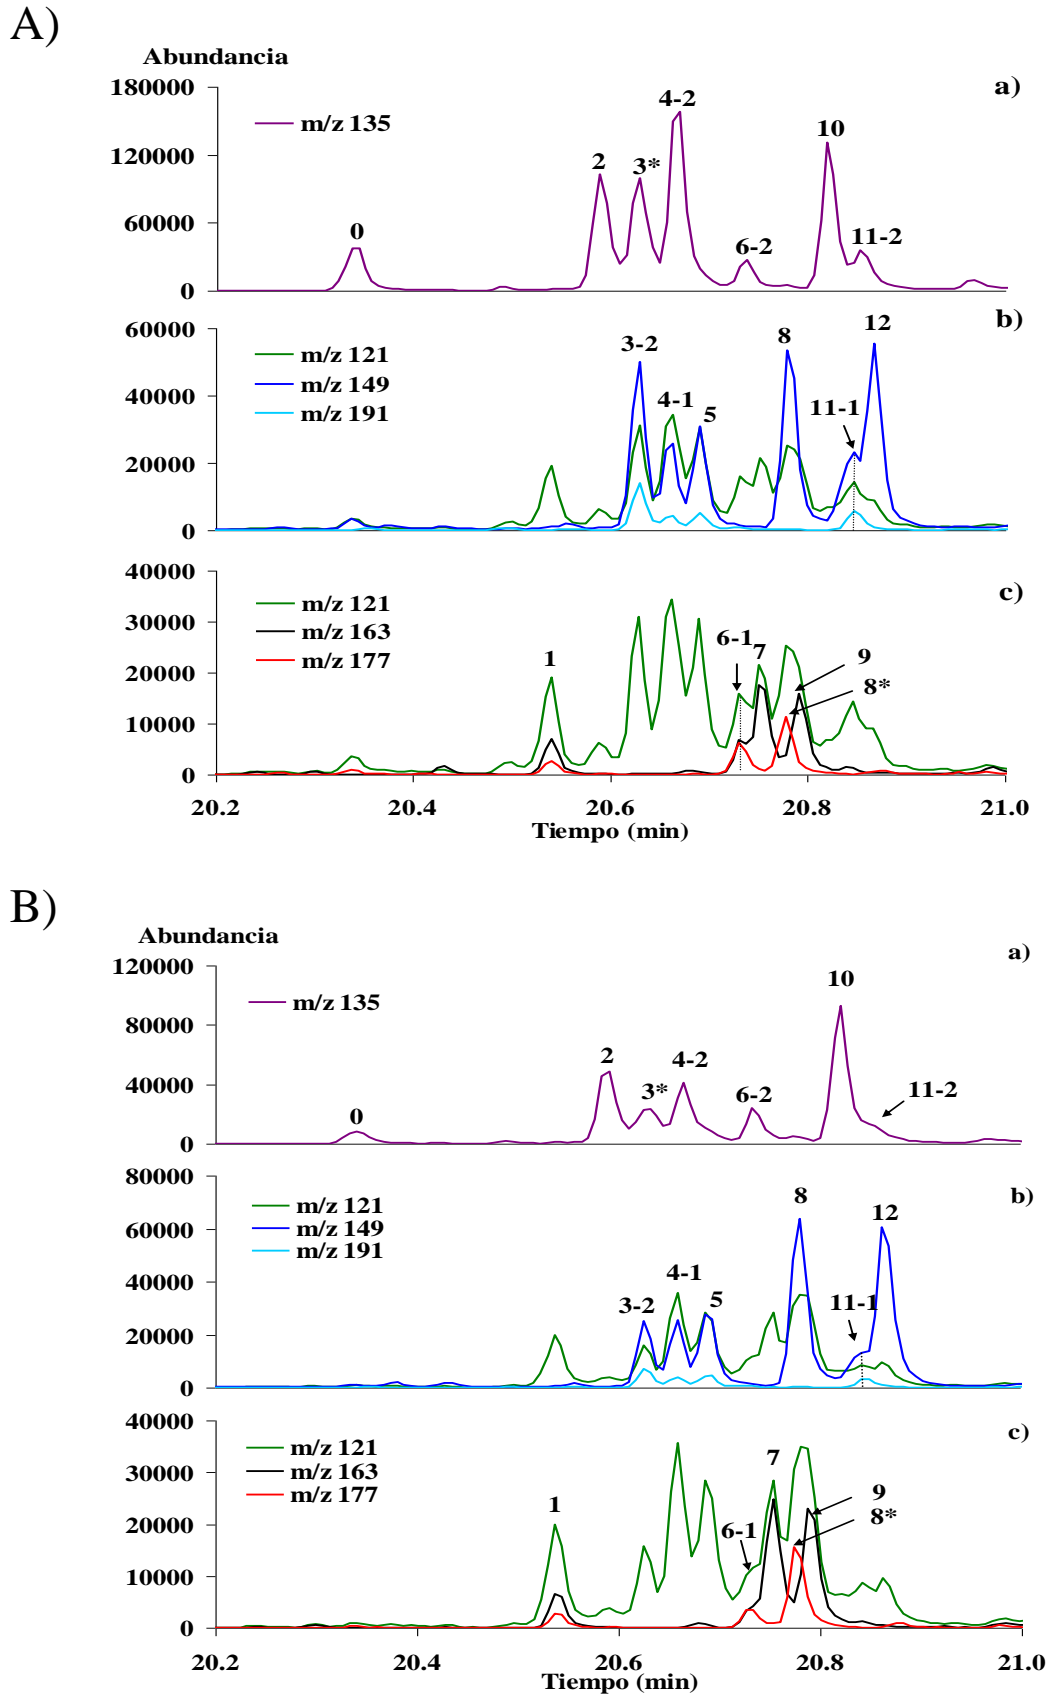 A)
Abundancia
180000
a)
4-2
m/z 135
120000
10
2
3*
60000
0
6-2
11-2
0
60000
b)
12
8
3-2
m/z 121
m/z 149
m/z 191
40000
4-1
5
11-1
20000
0
40000
c)
m/z 121
m/z 163
m/z 177
30000
6-1
7
9
1
8*
20000
10000
0
20.2
20.4
20.6
20.8
21.0
Tiempo (min)
B)
Abundancia
a)
120000
10
m/z 135
80000
2
4-2
3*
6-2
11-2
40000
0
0
80000
b)
8
12
m/z 121
m/z 149
m/z 191
60000
4-1
40000
3-2
5
11-1
20000
0
40000
c)
m/z 121
m/z 163
m/z 177
7
30000
9
1
8*
6-1
20000
10000
0
20.2
20.4
20.6
20.8
21.0
Tiempo (min)